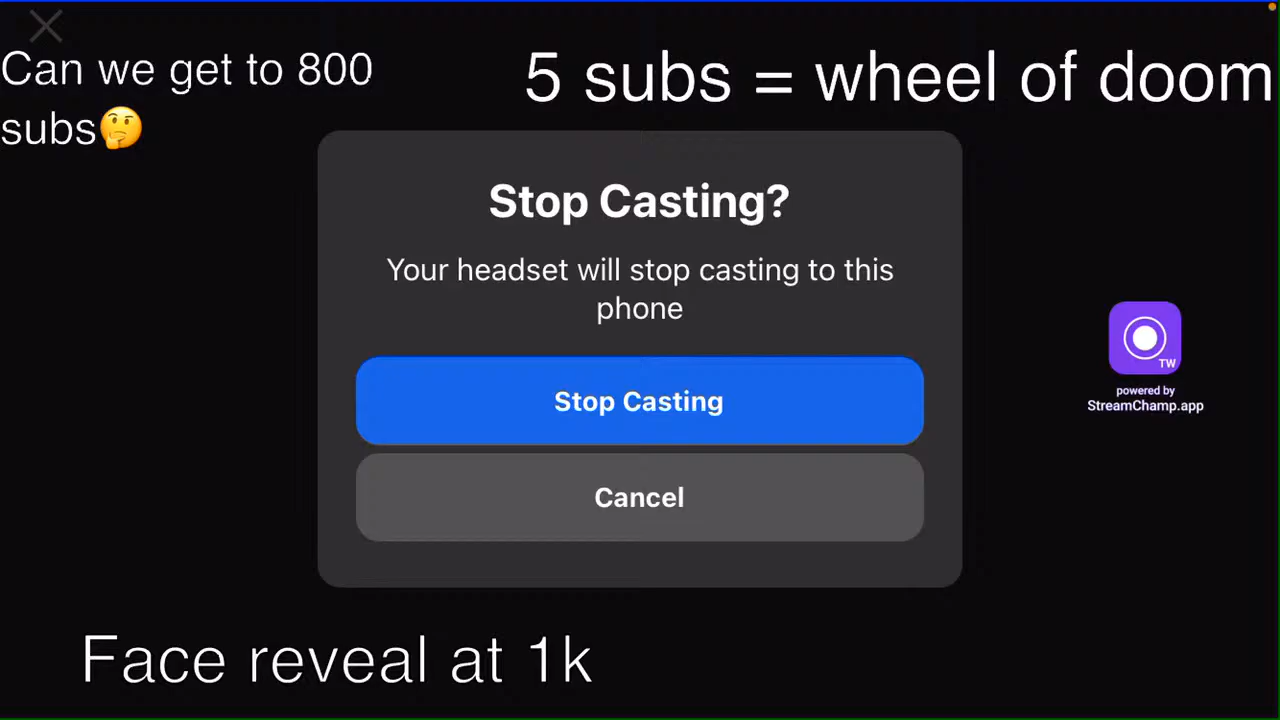 Can we get to 800
subs🤔
5 subs = wheel of doom
Stop Casting?
Your headset will stop casting to this
phone
Stop Casting
Cancel
TW
powered by
StreamChamp.app
Face reveal at 1k